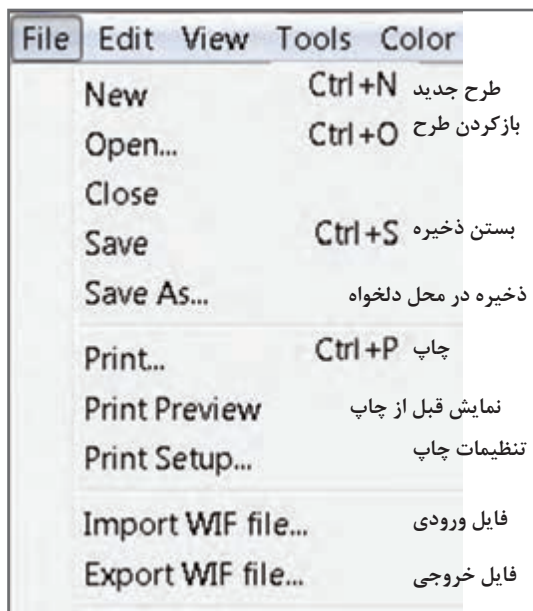 File Edit View Tools Color
New Ctrl+N طرح جدید
Open... Ctrl+O بازکردن طرح
Close
Save Ctrl+S بستن ذخیره
Save As... ذخیره در محل دلخواه
Print... Ctrl+P چاپ
Print Preview نمایش قبل از چاپ
Print Setup... تنظیمات چاپ
Import WIF file... فایل ورودی
Export WIF file... فایل خروجی